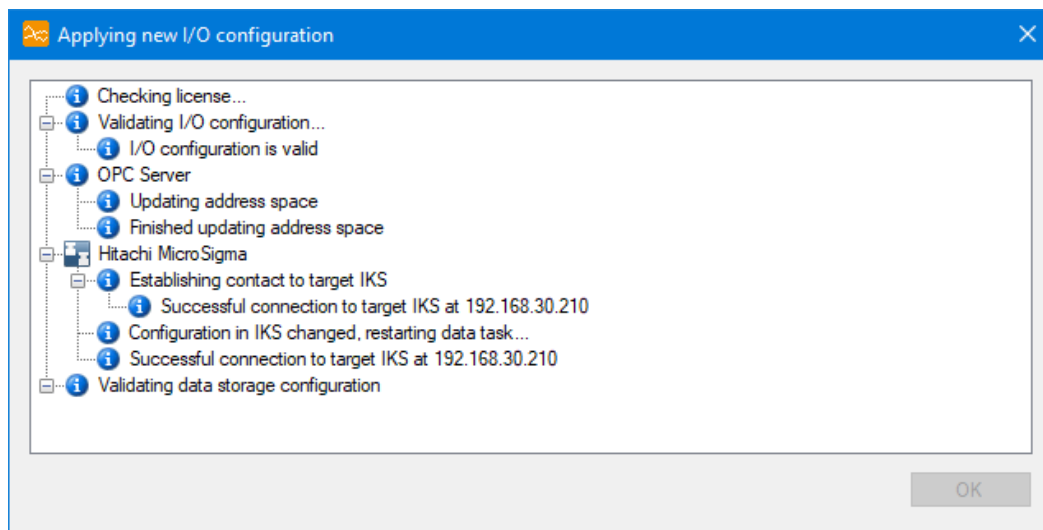 Applying new I/O configuration
Checking license...
Validating I/O configuration...
I/O configuration is valid
OPC Server
Updating address space
Finished updating address space
Hitachi MicroSigma
Establishing contact to target IKS
Successful connection to target IKS at 192.168.30.210
Configuration in IKS changed, restarting data task...
Successful connection to target IKS at 192.168.30.210
Validating data storage configuration
OK